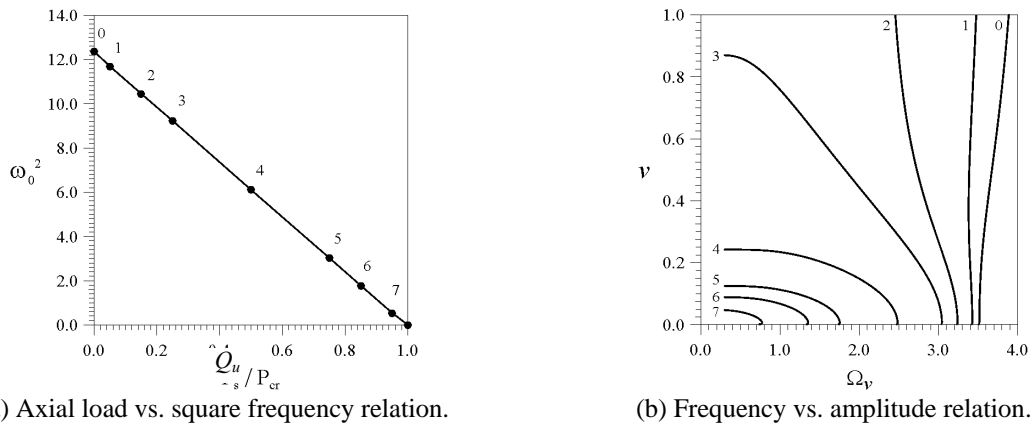 14.0
12.0
10.0
8.0
6.0
4.0
2.0
0.0
ω₀²
0 1 2 3 4 5 6 7
0.0 0.2 0.6 0.8 1.0
Qᵤ
s / P_cr
) Axial load vs. square frequency relation.
1.0
0.8
0.6
0.4
0.2
0.0
v
2 1 0
3
4
5
6
7
0.0 1.0 2.0 3.0 4.0
Ωᵥ
(b) Frequency vs. amplitude relation.